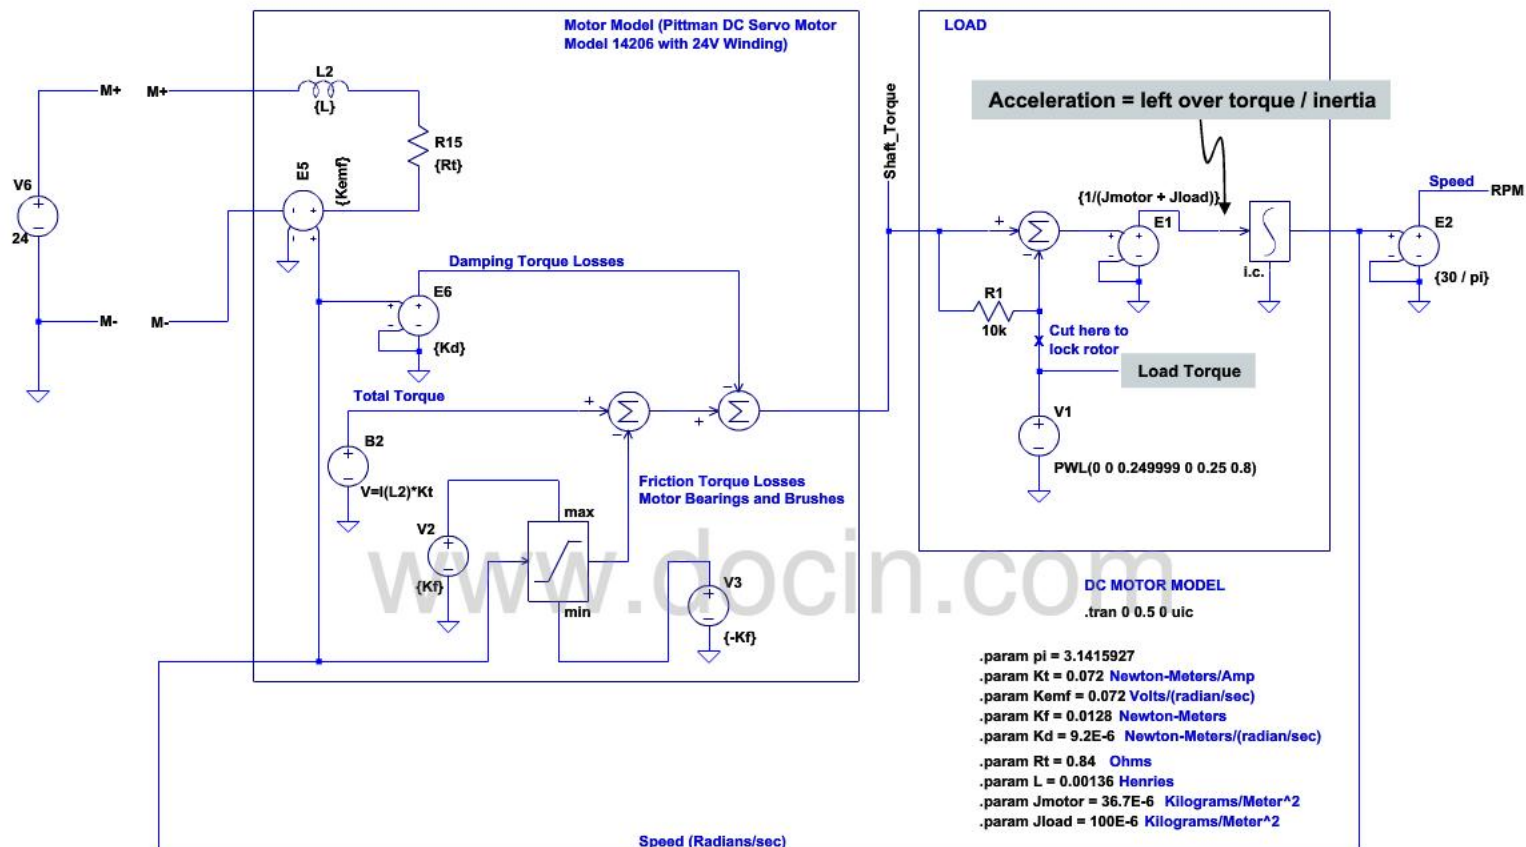 Motor Model (Pittman DC Servo Motor
Model 14206 with 24V Winding)
LOAD
L2
{L}
M+
M+
R15
{Rt}
E5
{Kemf}
V6
24
M-
M-
Damping Torque Losses
E6
{Kd}
Total Torque
B2
V=I(L2)*Kt
Friction Torque Losses
Motor Bearings and Brushes
V2
{Kf}
max
min
V3
{-Kf}
Shaft_Torque
Acceleration = left over torque / inertia
{1/(Jmotor + Jload)}
E1
i.c.
Speed
RPM
E2
{30 / pi}
R1
10k
Cut here to
lock rotor
Load Torque
V1
PWL(0 0 0.249999 0 0.25 0.8)
www.docin.com
DC MOTOR MODEL
.tran 0 0.5 0 uic
.param pi = 3.1415927
.param Kt = 0.072 Newton-Meters/Amp
.param Kemf = 0.072 Volts/(radian/sec)
.param Kf = 0.0128 Newton-Meters
.param Kd = 9.2E-6 Newton-Meters/(radian/sec)
.param Rt = 0.84 Ohms
.param L = 0.00136 Henries
.param Jmotor = 36.7E-6 Kilograms/Meter^2
.param Jload = 100E-6 Kilograms/Meter^2
Speed (Radians/sec)